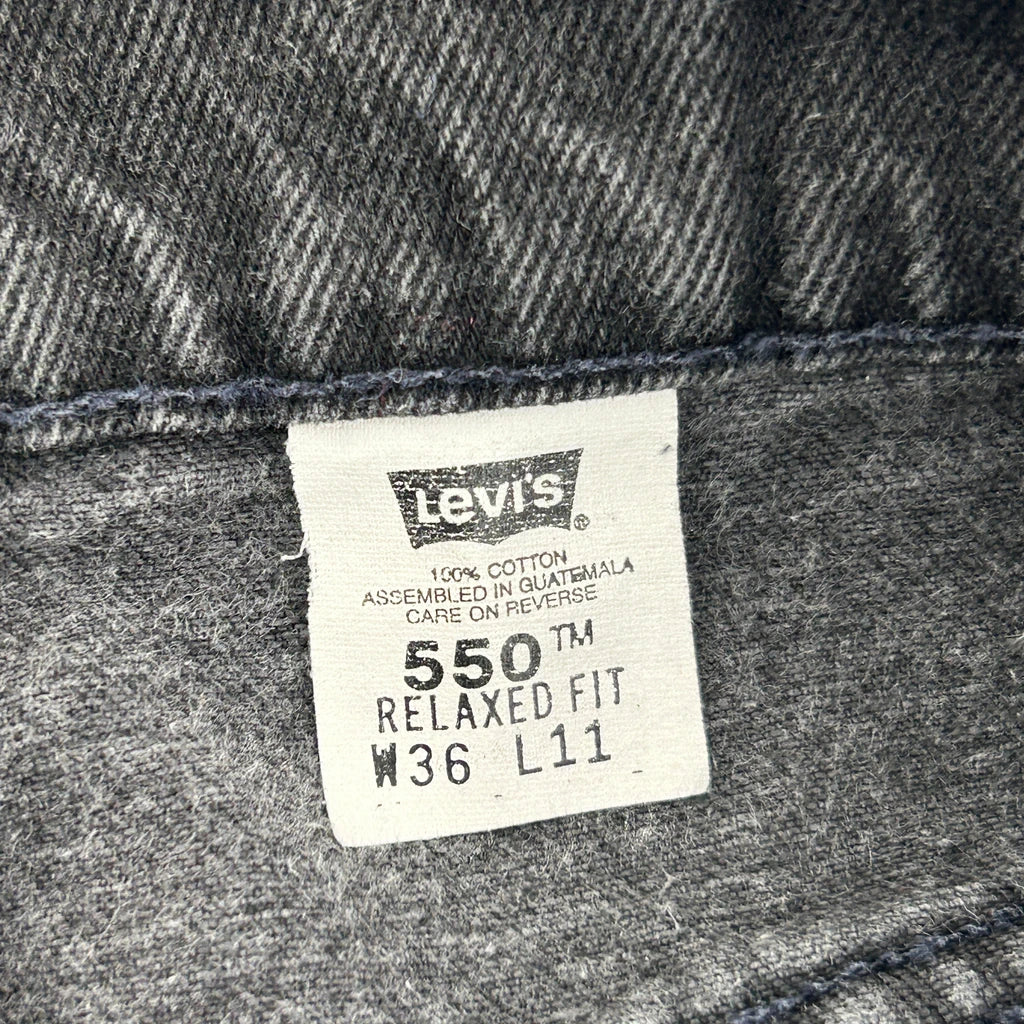 Levi's®
100% COTTON
ASSEMBLED IN GUATEMALA
CARE ON REVERSE
550™
RELAXED FIT
W36 L11